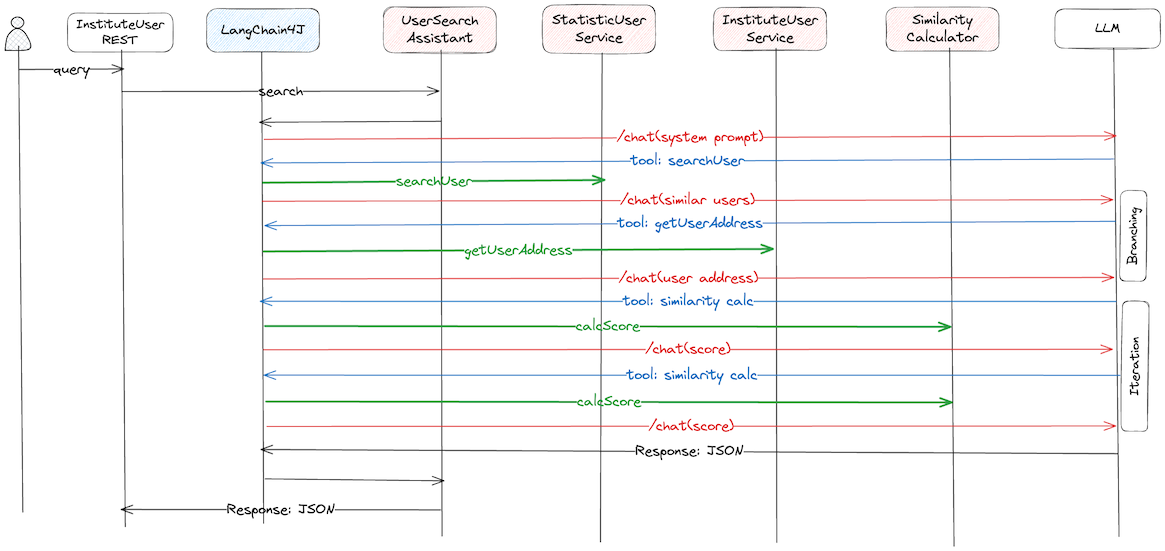 InstituteUser
REST
LangChain4J
UserSearch
Assistant
StatisticUser
Service
InstituteUser
Service
Similarity
Calculator
LLM
query
search
/chat(system prompt)
tool: searchUser
searchUser
/chat(similar users)
tool: getUserAddress
getUserAddress
/chat(user address)
Branching
tool: similarity calc
calcScore
/chat(score)
tool: similarity calc
calcScore
/chat(score)
Iteration
Response: JSON
Response: JSON